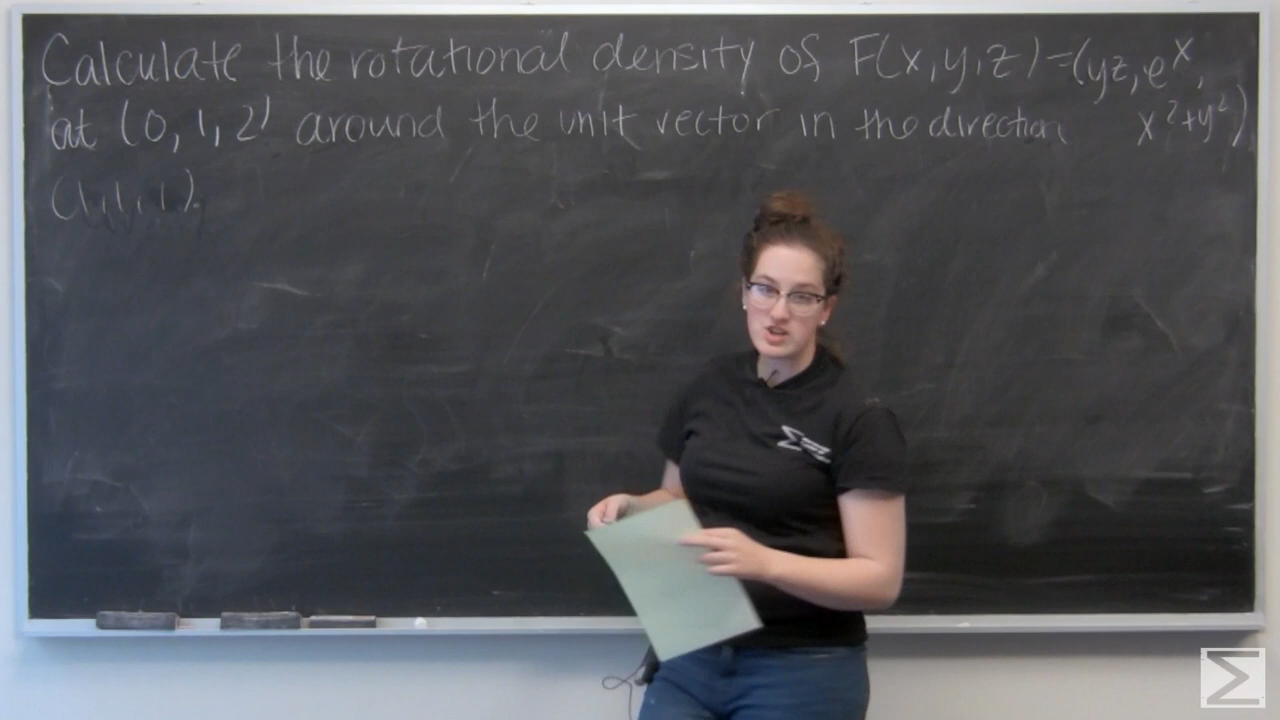 Calculate the rotational density of F(x,y,z)=(yz,e^x,
at (0,1,2) around the unit vector in the direction x^2+y^2)
(1,1,1).
Σ